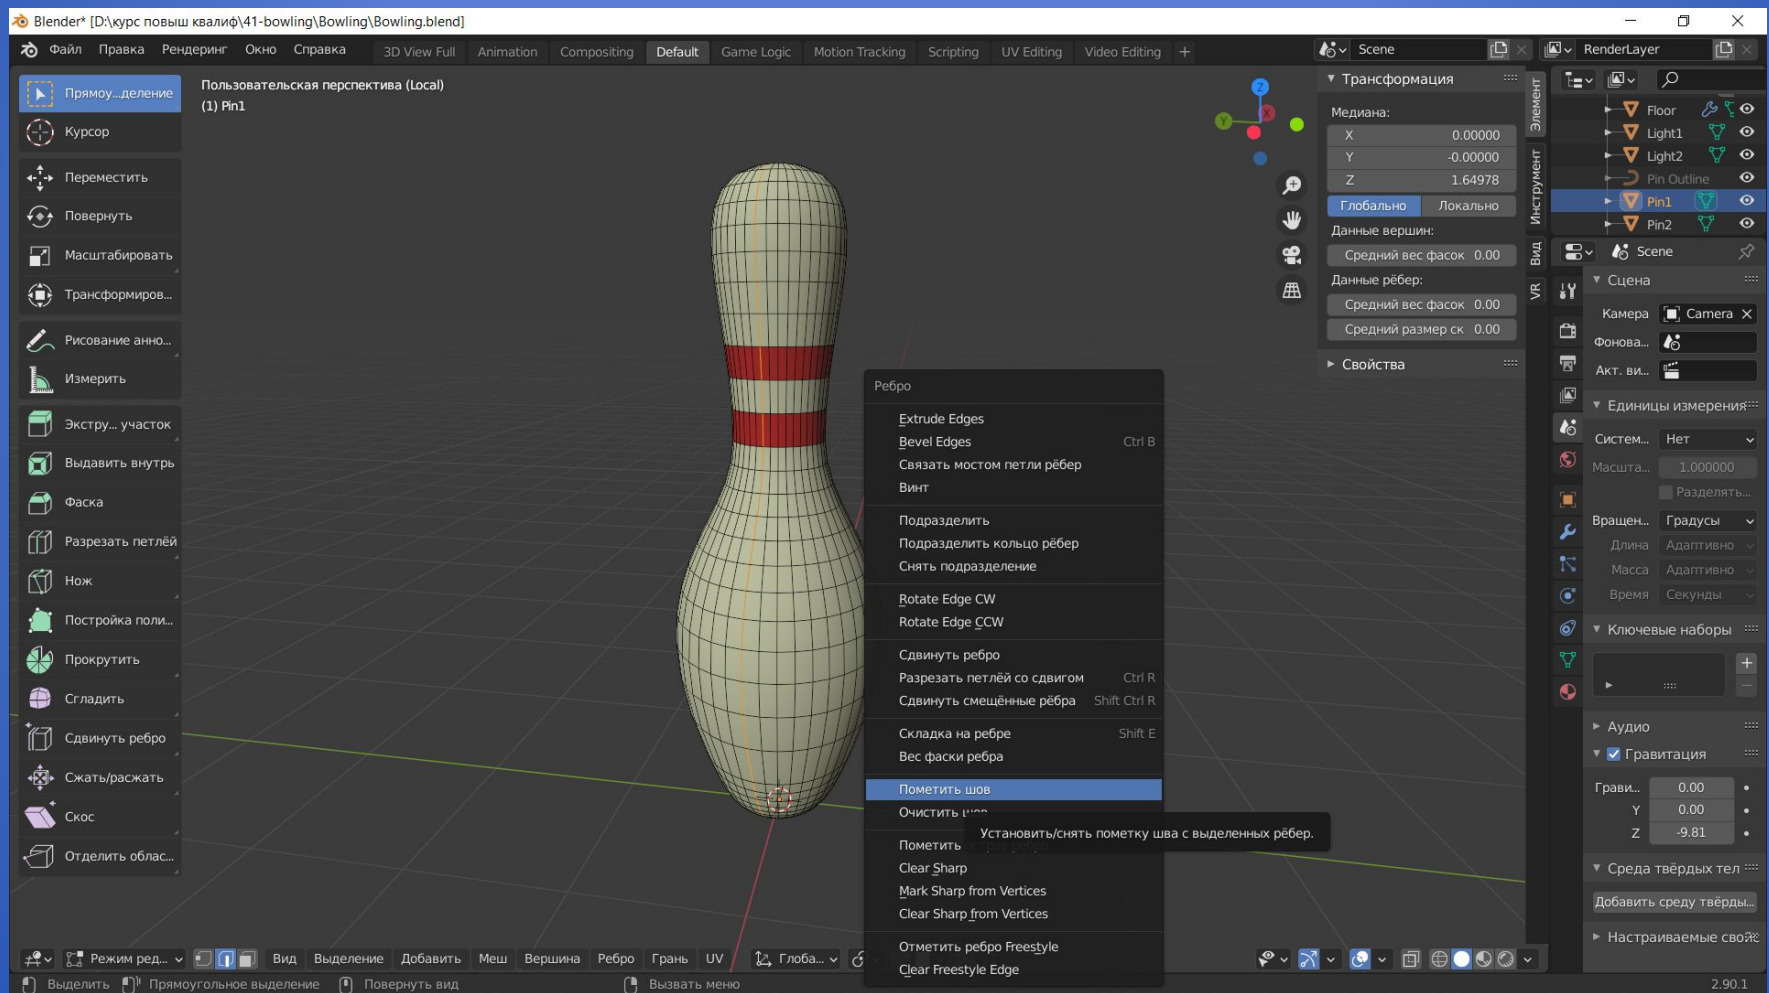 Blender* [D:\курс повыш квалиф\41-bowling\Bowling\Bowling.blend]
Файл Правка Рендеринг Окно Справка 3D View Full Animation Compositing Default Game Logic Motion Tracking Scripting UV Editing Video Editing + Scene RenderLayer
Прямоу...деление
Курсор
Переместить
Повернуть
Масштабировать
Трансформиров...
Рисование анно...
Измерить
Экстру... участок
Выдавить внутрь
Фаска
Разрезать петлёй
Нож
Постройка поли...
Прокрутить
Сгладить
Сдвинуть ребро
Сжать/расжать
Скос
Отделить облас...
Пользовательская перспектива (Local)
(1) Pin1
Z
X
Y
Ребро
Extrude Edges
Bevel Edges Ctrl B
Связать мостом петли рёбер
Винт
Подразделить
Подразделить кольцо рёбер
Снять подразделение
Rotate Edge CW
Rotate Edge CCW
Сдвинуть ребро
Разрезать петлёй со сдвигом Ctrl R
Сдвинуть смещённые рёбра Shift Ctrl R
Складка на ребре Shift E
Вес фаски ребра
Пометить шов
Очистить шов
Установить/снять пометку шва с выделенных рёбер.
Пометить
Clear Sharp
Mark Sharp from Vertices
Clear Sharp from Vertices
Отметить ребро Freestyle
Clear Freestyle Edge
Трансформация
Медиана:
X 0.00000
Y -0.00000
Z 1.64978
Глобально Локально
Данные вершин:
Средний вес фасок 0.00
Данные рёбер:
Средний вес фасок 0.00
Средний размер ск 0.00
Свойства
Элемент
Инструмент
Вид
VR
Floor
Light1
Light2
Pin Outline
Pin1
Pin2
Scene
Сцена
Камера Camera
Фонова...
Акт. ви...
Единицы измерения
Систем... Нет
Масшта... 1.000000
Разделять...
Вращен... Градусы
Длина Адаптивно
Масса Адаптивно
Время Секунды
Ключевые наборы
Аудио
Гравитация
Грави... 0.00
Y 0.00
Z -9.81
Среда твёрдых тел
Добавить среду твёрды...
Настраиваемые свойс
Режим ред... Вид Выделение Добавить Меш Вершина Ребро Грань UV Глоба...
Выделить Прямоугольное выделение Повернуть вид Вызвать меню 2.90.1